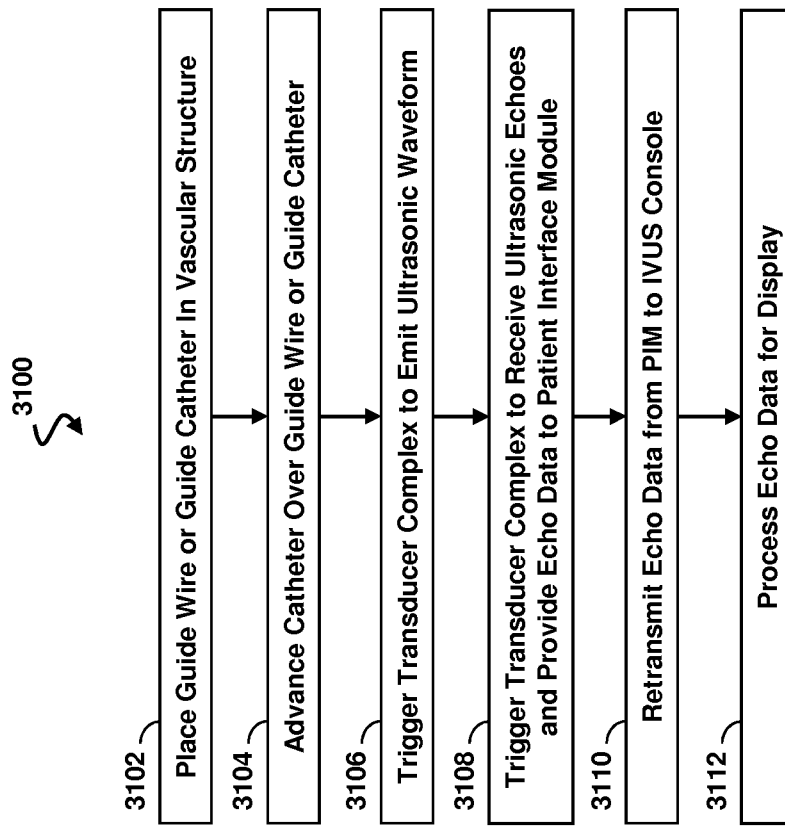 3100
3102
Place Guide Wire or Guide Catheter In Vascular Structure
3104
Advance Catheter Over Guide Wire or Guide Catheter
3106
Trigger Transducer Complex to Emit Ultrasonic Waveform
3108
Trigger Transducer Complex to Receive Ultrasonic Echoes
and Provide Echo Data to Patient Interface Module
3110
Retransmit Echo Data from PIM to IVUS Console
3112
Process Echo Data for Display